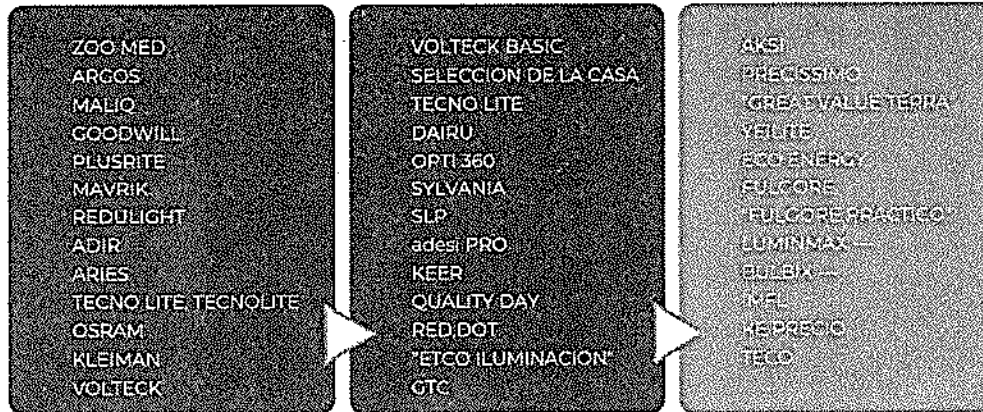 ZOO MED
ARGOS
MALIQ
GOODWILL
PLUSRITE
MAVRIK
REDULIGHT
ADIR
ARIES
TECNO LITE TECNOLITE
OSRAM
KLEIMAN
VOLTECK
VOLTECK BASIC
SELECCION DE LA CASA
TECNO LITE
DAIRU
OPTI 360
SYLVANIA
SLP
adesi PRO
KEER
QUALITY DAY
RED DOT
"ETCO ILUMINACION"
GTC
AKSI
PRECISSIMO
GREAT VALUE TERRA
YEILITE
ECO ENERGY
FULGORE
"FULGORE PRACTICO"
LUMINMAX —
BULBIX —
TECO